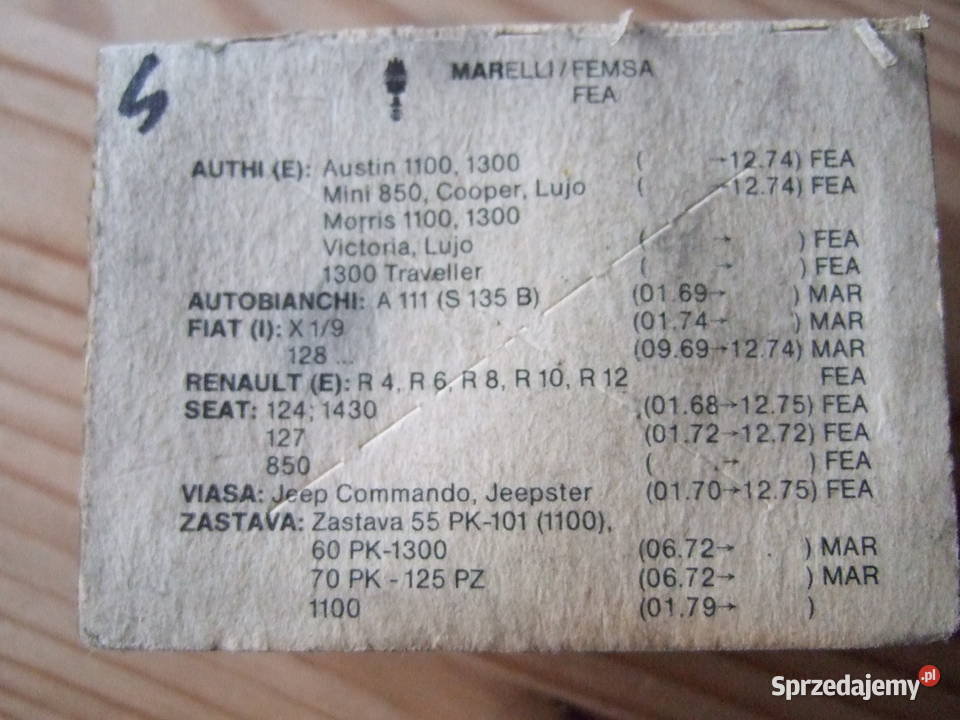 MARELLI/FEMSA
FEA
AUTHI (E): Austin 1100, 1300 ( →12.74) FEA
Mini 850, Cooper, Lujo ( →12.74) FEA
Morris 1100, 1300
Victoria, Lujo ( → ) FEA
1300 Traveller ( → ) FEA
AUTOBIANCHI: A 111 (S 135 B) (01.69→ ) MAR
FIAT (I): X 1/9 (01.74→ ) MAR
128 ... (09.69→12.74) MAR
RENAULT (E): R 4, R 6, R 8, R 10, R 12 FEA
SEAT: 124; 1430 (01.68→12.75) FEA
127 (01.72→12.72) FEA
850 ( .→ ) FEA
VIASA: Jeep Commando, Jeepster (01.70→12.75) FEA
ZASTAVA: Zastava 55 PK-101 (1100),
60 PK-1300 (06.72→ . ) MAR
70 PK - 125 PZ (06.72→ ) MAR
1100 (01.79→ )
Sprzedajemy.pl